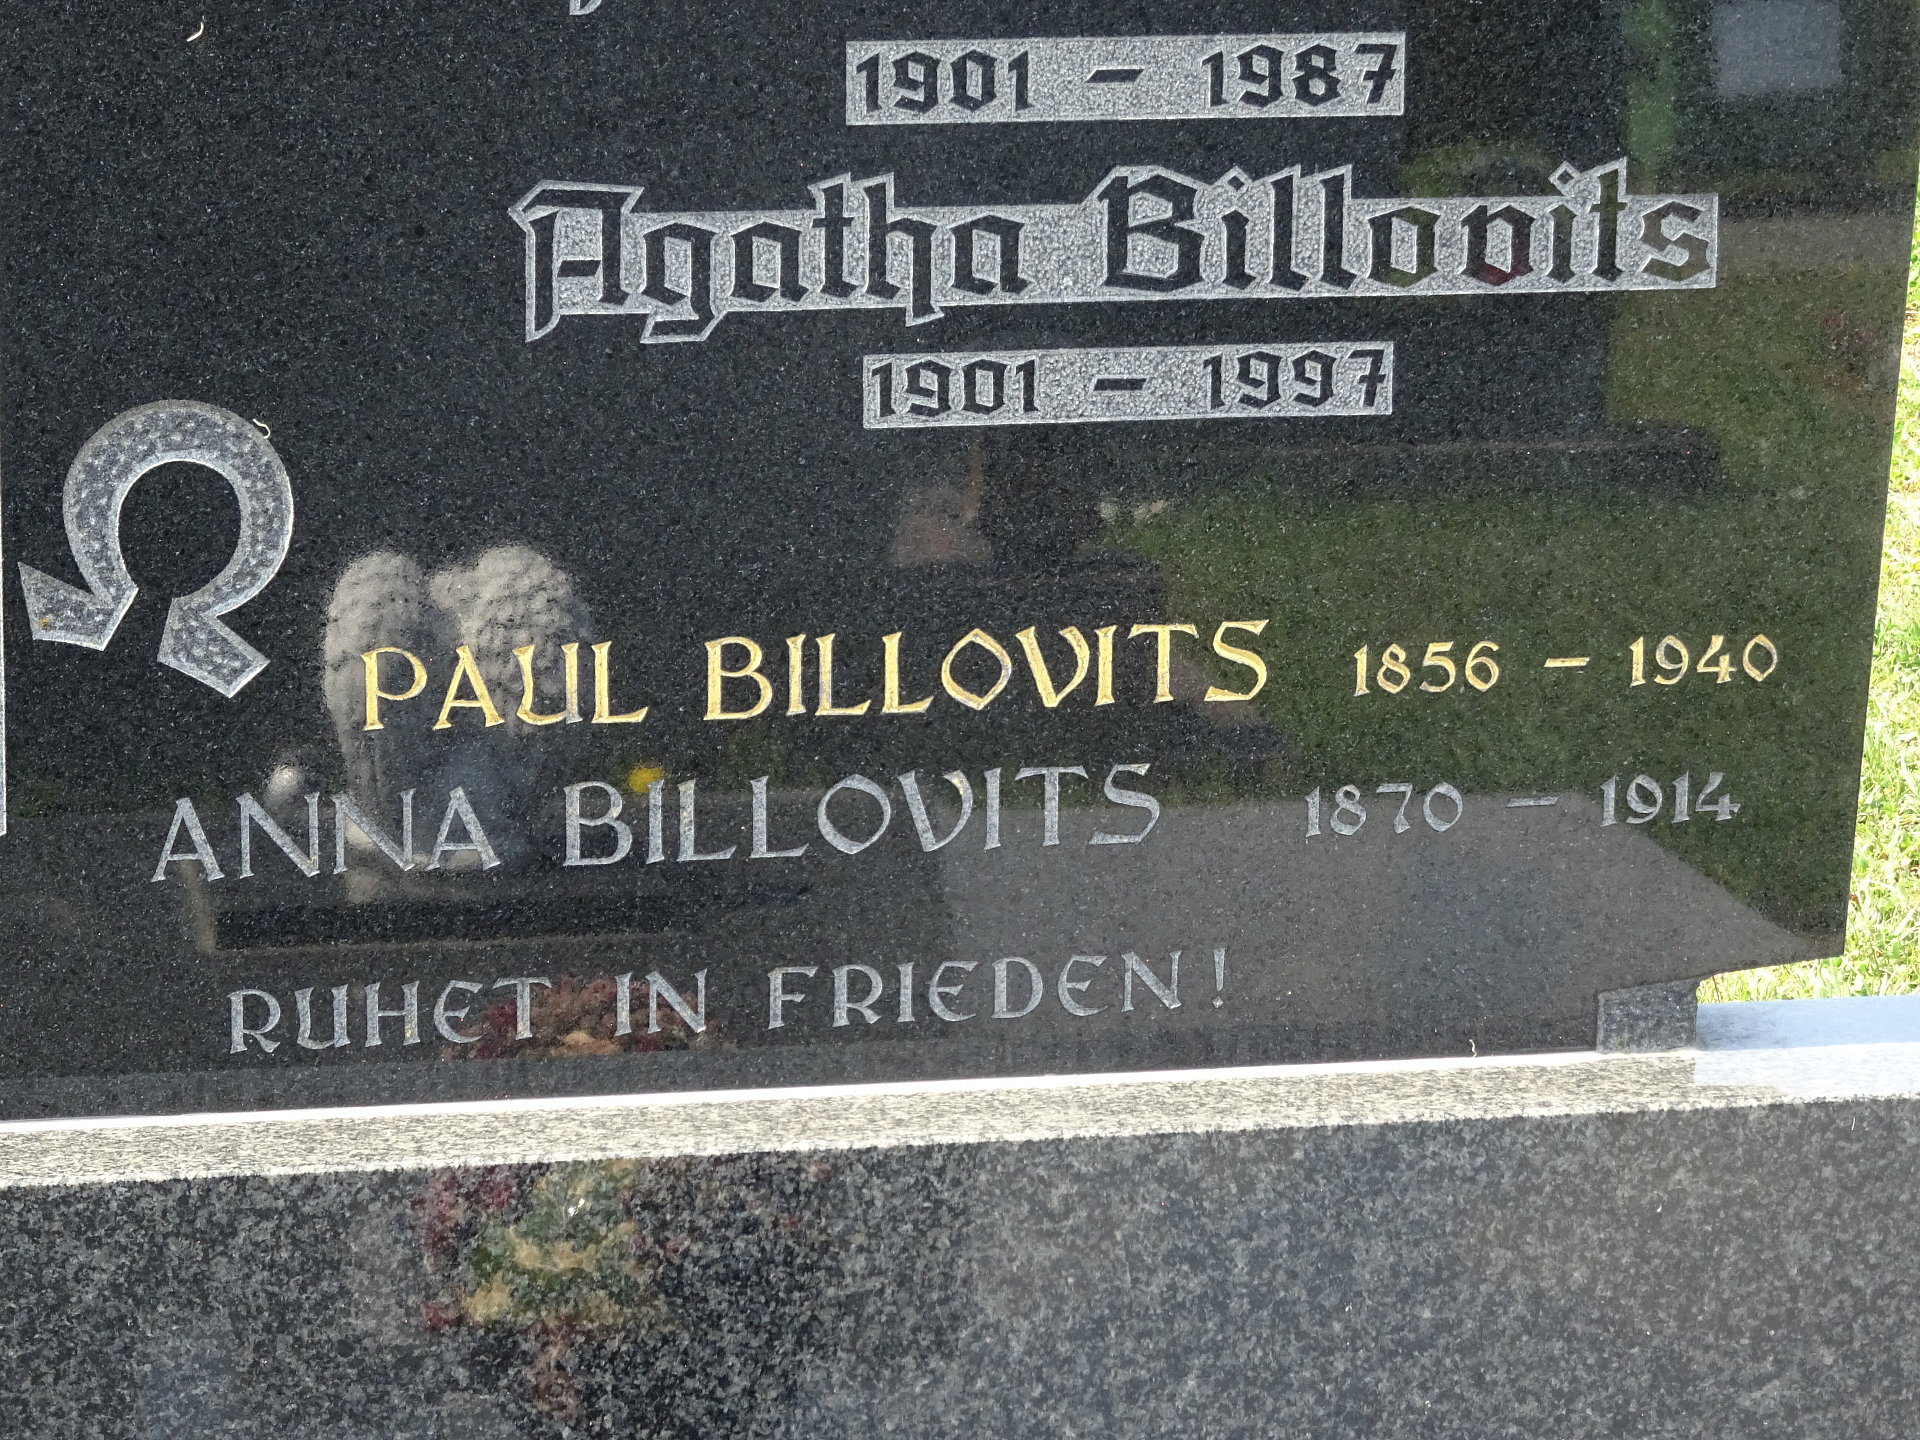 1901 – 1987
Agatha Billovits
1901 – 1997
Ω
PAUL BILLOVITS 1856 – 1940
ANNA BILLOVITS 1870 – 1914
RUHET IN FRIEDEN!